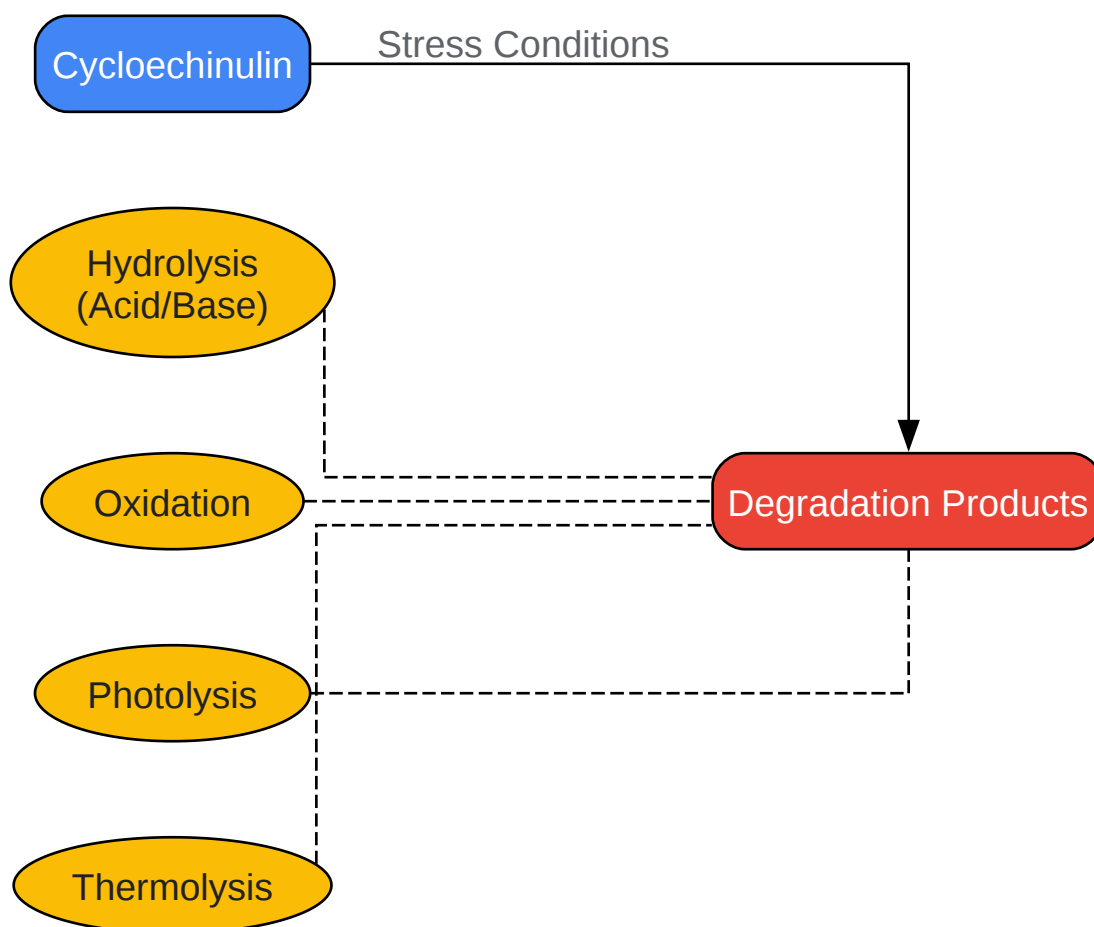 Cycloechinulin
Stress Conditions
Hydrolysis
(Acid/Base)
Oxidation
Degradation Products
Photolysis
Thermolysis